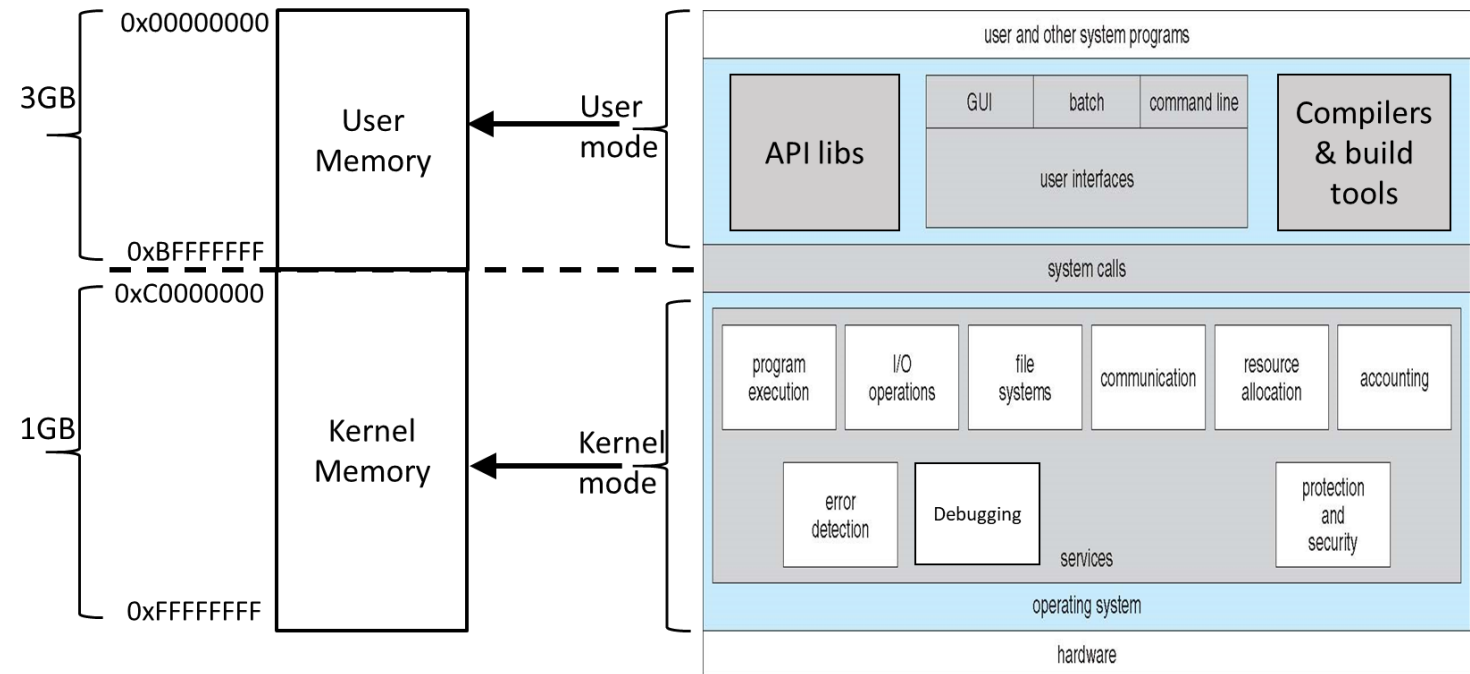 0x00000000
3GB
User
Memory
0xBFFFFFFF
0xC0000000
1GB
Kernel
Memory
0xFFFFFFFF
User
mode
Kernel
mode
user and other system programs
API libs
GUI
batch
command line
user interfaces
Compilers
& build
tools
system calls
program
execution
I/O
operations
file
systems
communication
resource
allocation
accounting
error
detection
Debugging
protection
and
security
services
operating system
hardware